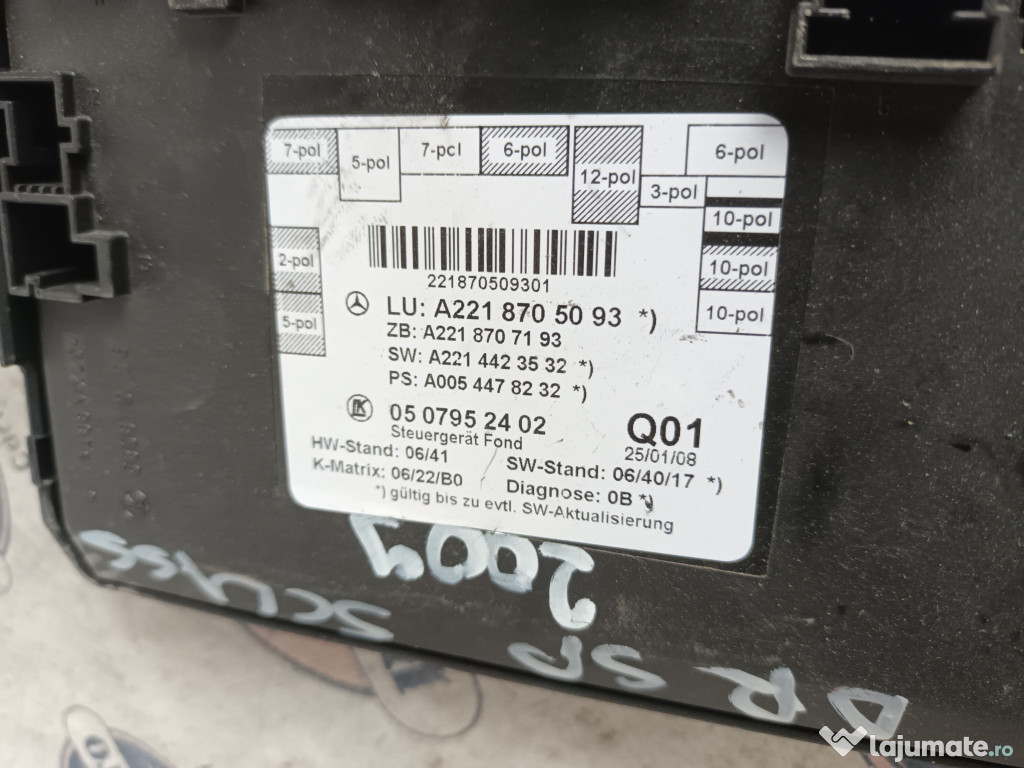 7-pol
5-pol
7-pcl
6-pol
12-pol
3-pol
6-pol
10-pol
10-pol
10-pol
2-pol
5-pol
221870509301
LU: A221 870 50 93 *)
ZB: A221 870 71 93
SW: A221 442 35 32 *)
PS: A005 447 82 32 *)
05 0795 24 02
Steuergerät Fond
Q01
25/01/08
HW-Stand: 06/41
SW-Stand: 06/40/17 *)
K-Matrix: 06/22/B0
Diagnose: 0B *)
*) gültig bis zu evtl. SW-Aktualisierung
DR SP
SCLASS
2009
lajumate.ro